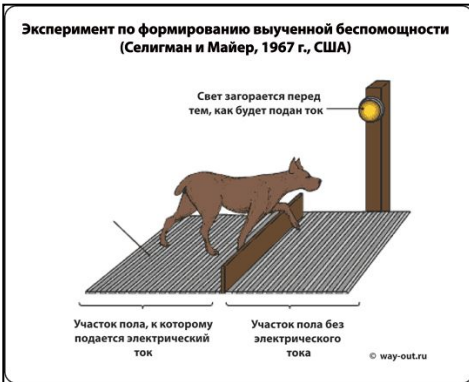 Эксперимент по формированию выученной беспомощности
(Селигман и Майер, 1967 г., США)
Свет загорается перед
тем, как будет подан ток
Участок пола, к которому
подается электрический
ток
Участок пола без
электрического
тока
© way-out.ru